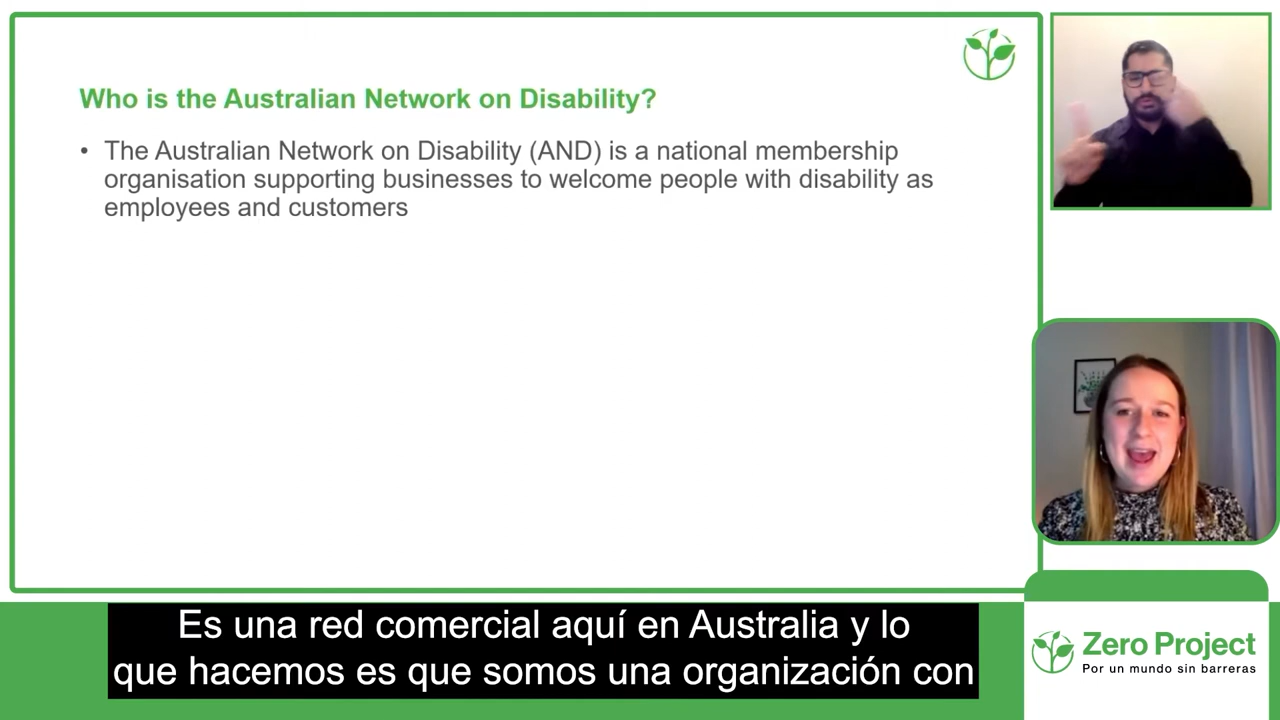 Who is the Australian Network on Disability?
• The Australian Network on Disability (AND) is a national membership
organisation supporting businesses to welcome people with disability as
employees and customers
Es una red comercial aquí en Australia y lo
que hacemos es que somos una organización con
Zero Project
Por un mundo sin barreras